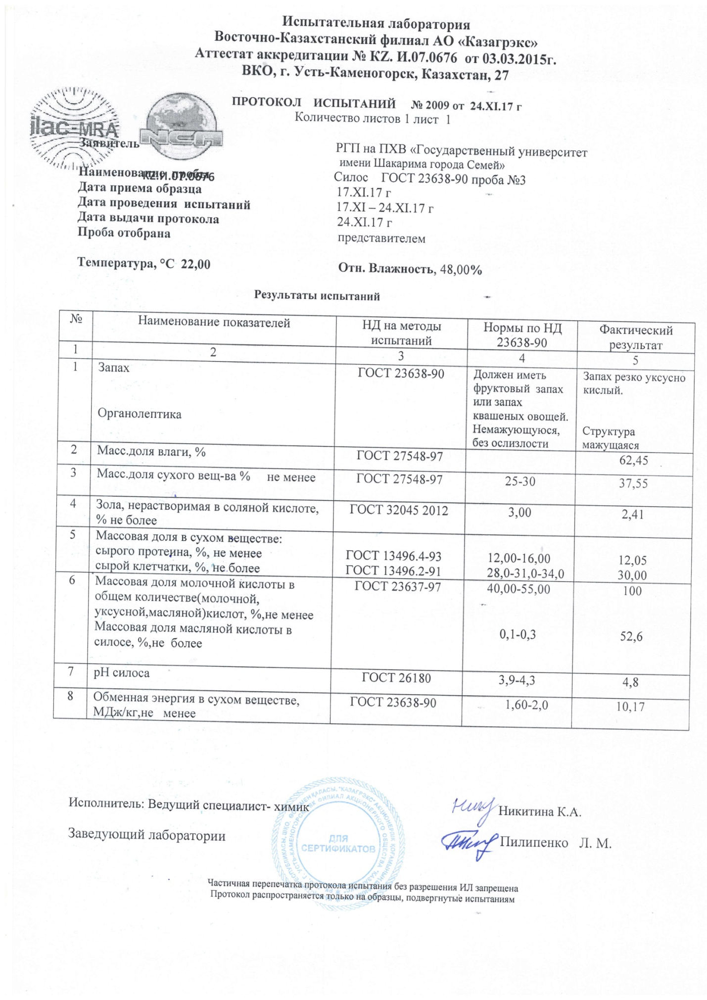 Испытательная лаборатория
Восточно-Казахстанский филиал АО «Казагрэкс»
Аттестат аккредитации № KZ. И.07.0676 от 03.03.2015г.
ВКО, г. Усть-Каменогорск, Казахстан, 27
ilac-MRA
NCA
KZ.И.07.0676
ПРОТОКОЛ ИСПЫТАНИЙ № 2009 от 24.XI.17 г
Количество листов 1 лист 1
Заявитель РГП на ПХВ «Государственный университет
имени Шакарима города Семей»
Наименование пробы Силос ГОСТ 23638-90 проба №3
Дата приема образца 17.XI.17 г
Дата проведения испытаний 17.XI – 24.XI.17 г
Дата выдачи протокола 24.XI.17 г
Проба отобрана представителем
Температура, °С 22,00 Отн. Влажность, 48,00%
Результаты испытаний
№ Наименование показателей НД на методы испытаний Нормы по НД 23638-90 Фактический результат
1 2 3 4 5
1 Запах ГОСТ 23638-90 Должен иметь Запах резко уксусно
фруктовый запах кислый.
или запах
Органолептика квашеных овощей.
Немажующуюся, Структура
без ослизлости мажущаяся
2 Масс.доля влаги, % ГОСТ 27548-97 62,45
3 Масс.доля сухого вещ-ва % не менее ГОСТ 27548-97 25-30 37,55
4 Зола, нерастворимая в соляной кислоте, ГОСТ 32045 2012 3,00 2,41
% не более
5 Массовая доля в сухом веществе:
сырого протеина, %, не менее ГОСТ 13496.4-93 12,00-16,00 12,05
сырой клетчатки, %, не более ГОСТ 13496.2-91 28,0-31,0-34,0 30,00
6 Массовая доля молочной кислоты в ГОСТ 23637-97 40,00-55,00 100
общем количестве(молочной,
уксусной,масляной)кислот, %,не менее
Массовая доля масляной кислоты в 0,1-0,3 52,6
силосе, %,не более
7 рН силоса ГОСТ 26180 3,9-4,3 4,8
8 Обменная энергия в сухом веществе, ГОСТ 23638-90 1,60-2,0 10,17
МДж/кг,не менее
Исполнитель: Ведущий специалист- химик Никитина К.А.
Заведующий лаборатории Пилипенко Л. М.
ДЛЯ
СЕРТИФИКАТОВ
Частичная перепечатка протокола испытания без разрешения ИЛ запрещена
Протокол распространяется только на образцы, подвергнутые испытаниям